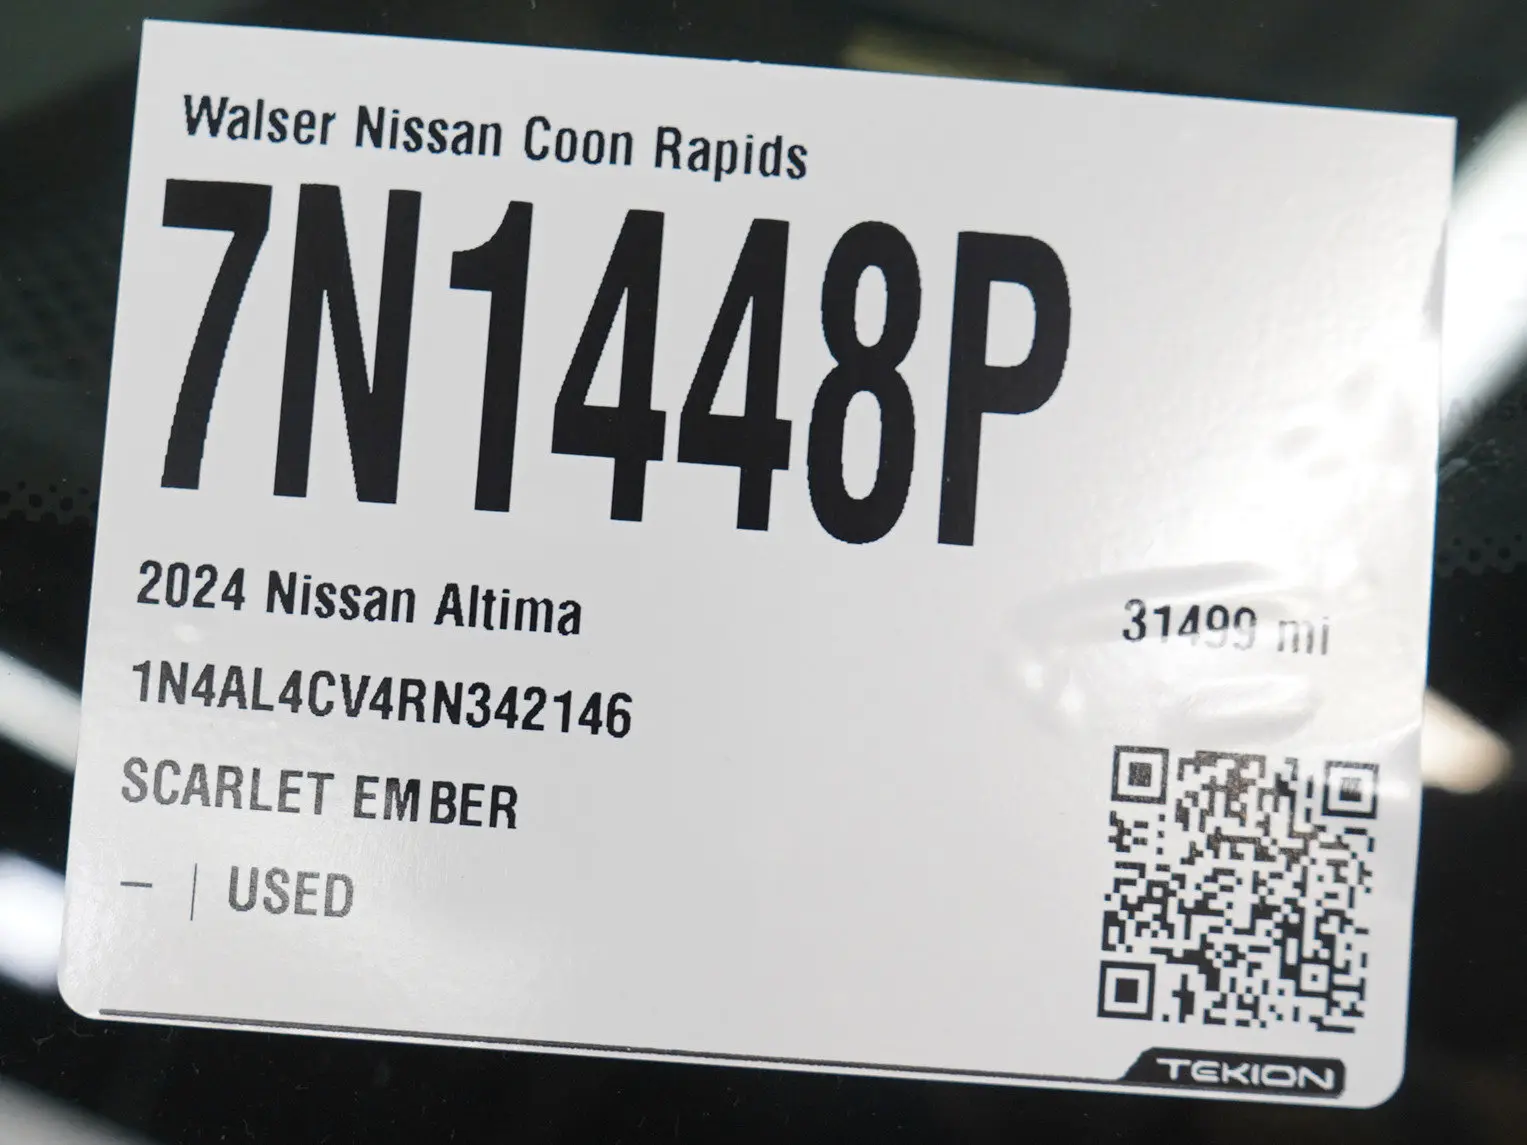 Walser Nissan Coon Rapids
7N1448P
2024 Nissan Altima
31499 mi
1N4AL4CV4RN342146
SCARLET EMBER
– | USED
TEKION